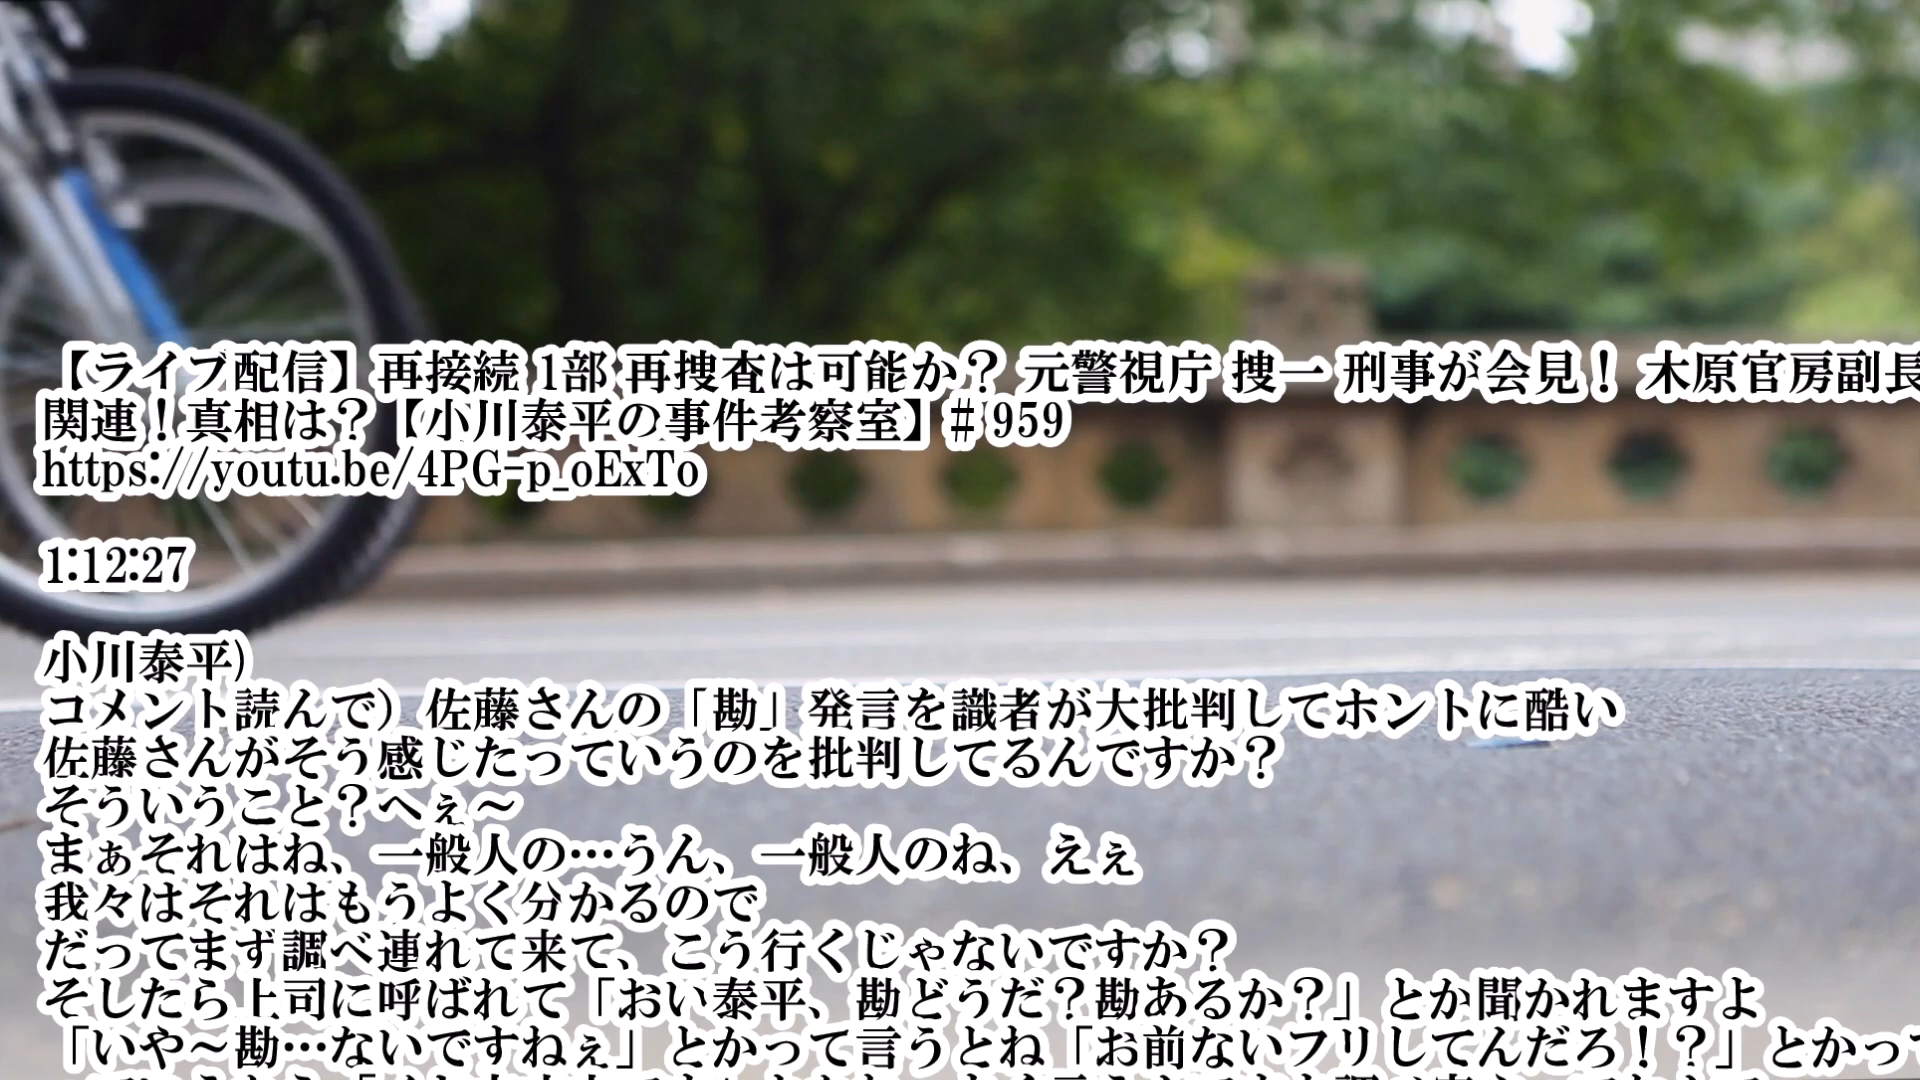 【ライブ配信】再接続 1部 再捜査は可能か？ 元警視庁 捜一 刑事が会見！ 木原官房副長
関連！真相は？【小川泰平の事件考察室】＃959
https://youtu.be/4PG-p_oExTo
1:12:27
小川泰平)
コメント読んで）佐藤さんの「勘」発言を識者が大批判してホントに酷い
佐藤さんがそう感じたっていうのを批判してるんですか？
そういうこと？へぇ～
まぁそれはね、一般人の…うん、一般人のね、えぇ
我々はそれはもうよく分かるので
だってまず調べ連れて来て、こう行くじゃないですか？
そしたら上司に呼ばれて「おい泰平、勘どうだ？勘あるか？」とか聞かれますよ
「いや～勘…ないですねぇ」とかって言うとね「お前ないフリしてんだろ！？」とかって